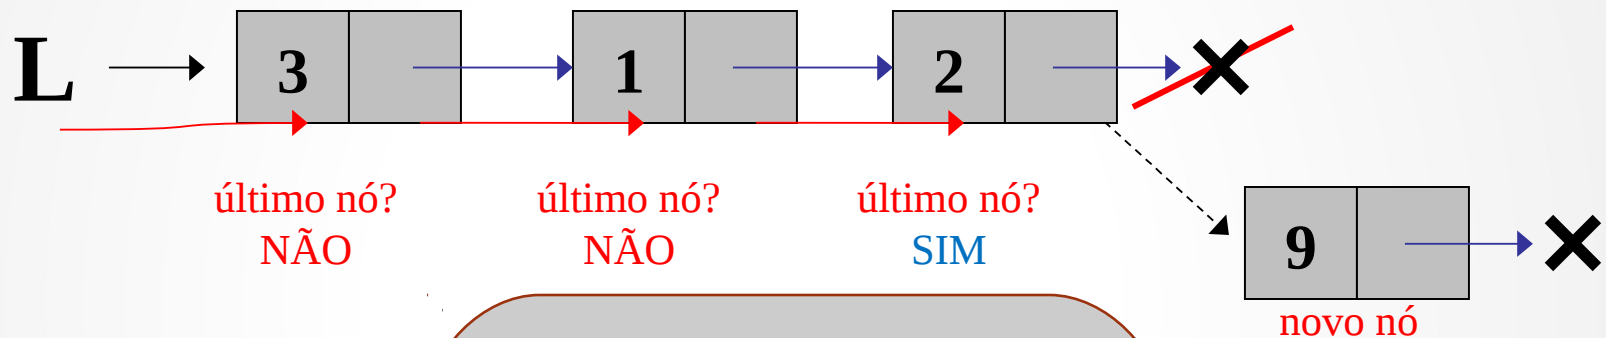 L 3 1 2
último nó? último nó? último nó?
NÃO NÃO SIM
9
novo nó